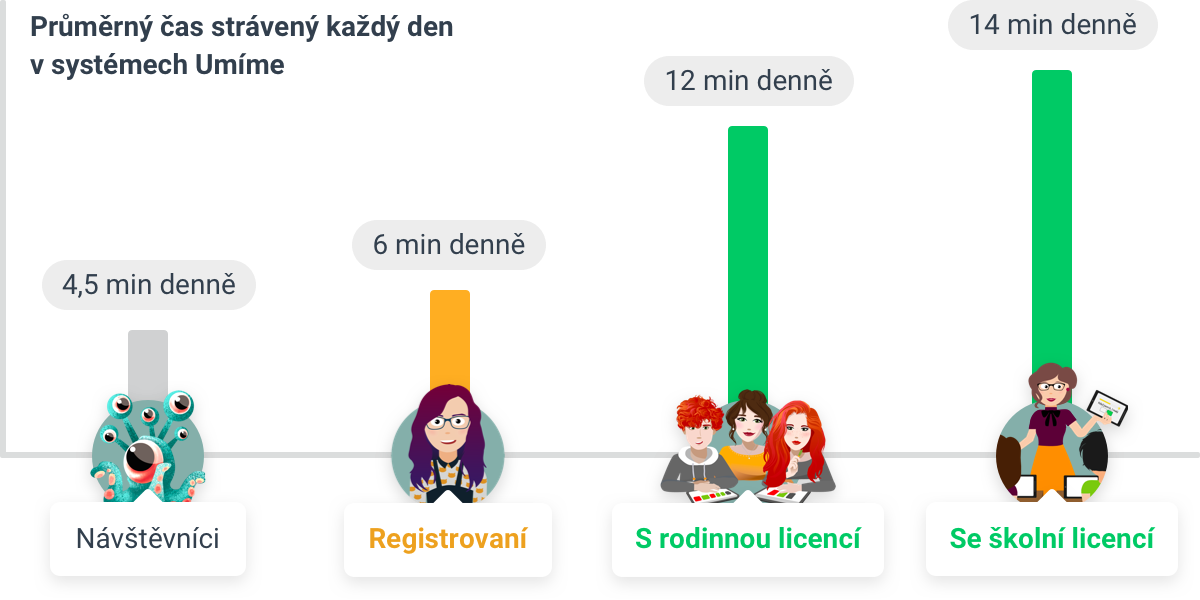 Průměrný čas strávený každý den
v systémech Umíme
14 min denně
12 min denně
6 min denně
4,5 min denně
Návštěvníci
Registrovaní
S rodinnou licencí
Se školní licencí